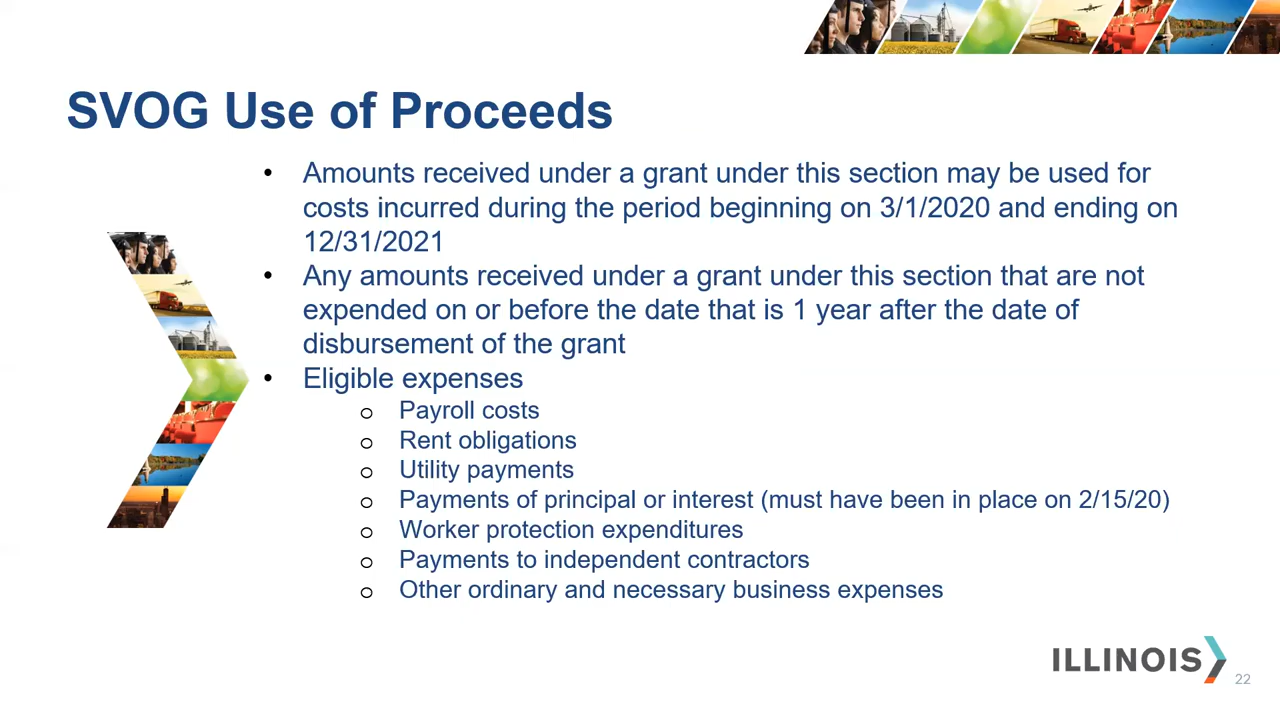 SVOG Use of Proceeds
• Amounts received under a grant under this section may be used for
costs incurred during the period beginning on 3/1/2020 and ending on
12/31/2021
• Any amounts received under a grant under this section that are not
expended on or before the date that is 1 year after the date of
disbursement of the grant
• Eligible expenses
o Payroll costs
o Rent obligations
o Utility payments
o Payments of principal or interest (must have been in place on 2/15/20)
o Worker protection expenditures
o Payments to independent contractors
o Other ordinary and necessary business expenses
ILLINOIS
22